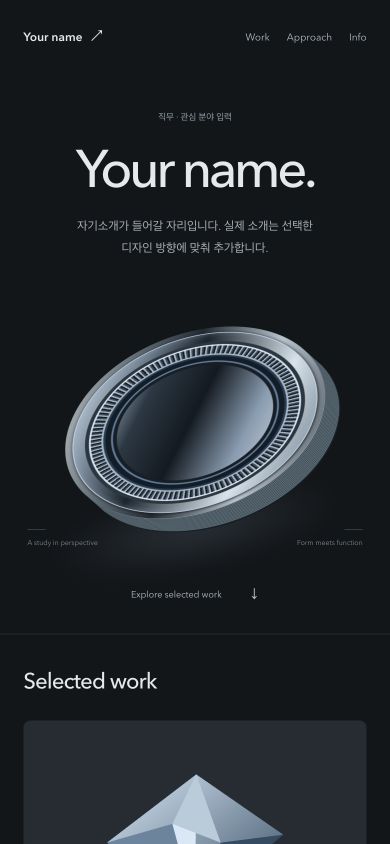 Your name ↗
Work Approach Info
직무 · 관심 분야 입력
Your name.
자기소개가 들어갈 자리입니다. 실제 소개는 선택한
디자인 방향에 맞춰 추가합니다.
A study in perspective
Form meets function
Explore selected work ↓
Selected work